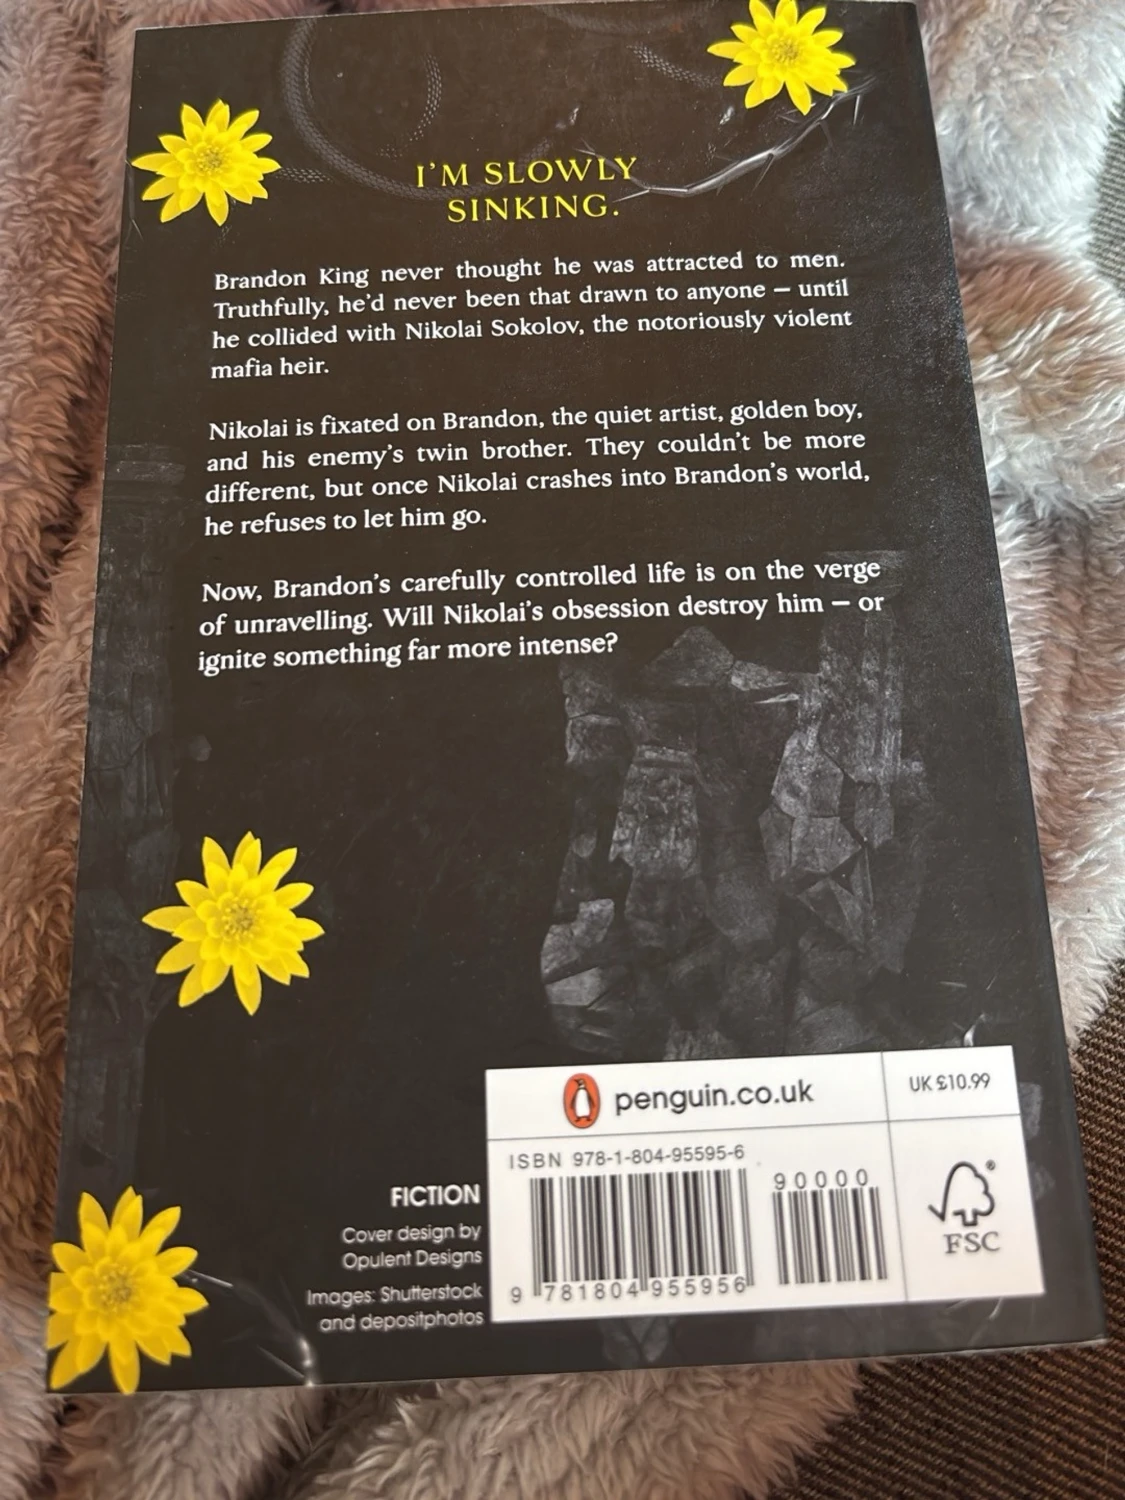 I'M SLOWLY
SINKING.
Brandon King never thought he was attracted to men.
Truthfully, he'd never been that drawn to anyone – until
he collided with Nikolai Sokolov, the notoriously violent
mafia heir.
Nikolai is fixated on Brandon, the quiet artist, golden boy,
and his enemy's twin brother. They couldn't be more
different, but once Nikolai crashes into Brandon's world,
he refuses to let him go.
Now, Brandon's carefully controlled life is on the verge
of unravelling. Will Nikolai's obsession destroy him – or
ignite something far more intense?
penguin.co.uk
UK £10.99
ISBN 978-1-804-95595-6
90000
9 781804 955956
®
FSC
FICTION
Cover design by
Opulent Designs
Images: Shutterstock
and depositphotos